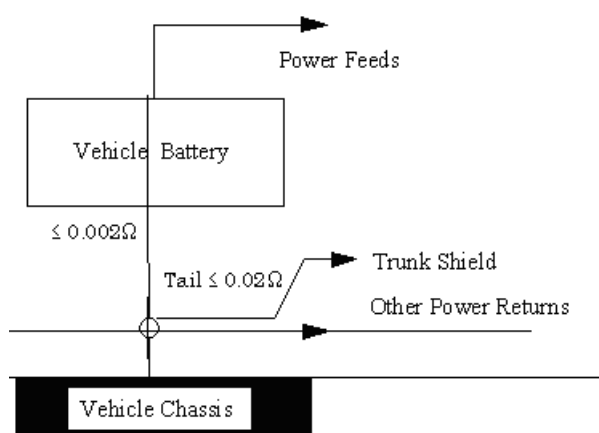 Power Feeds
Vehicle Battery
≤ 0.002Ω
Tail ≤ 0.02Ω
Trunk Shield
Other Power Returns
Vehicle Chassis